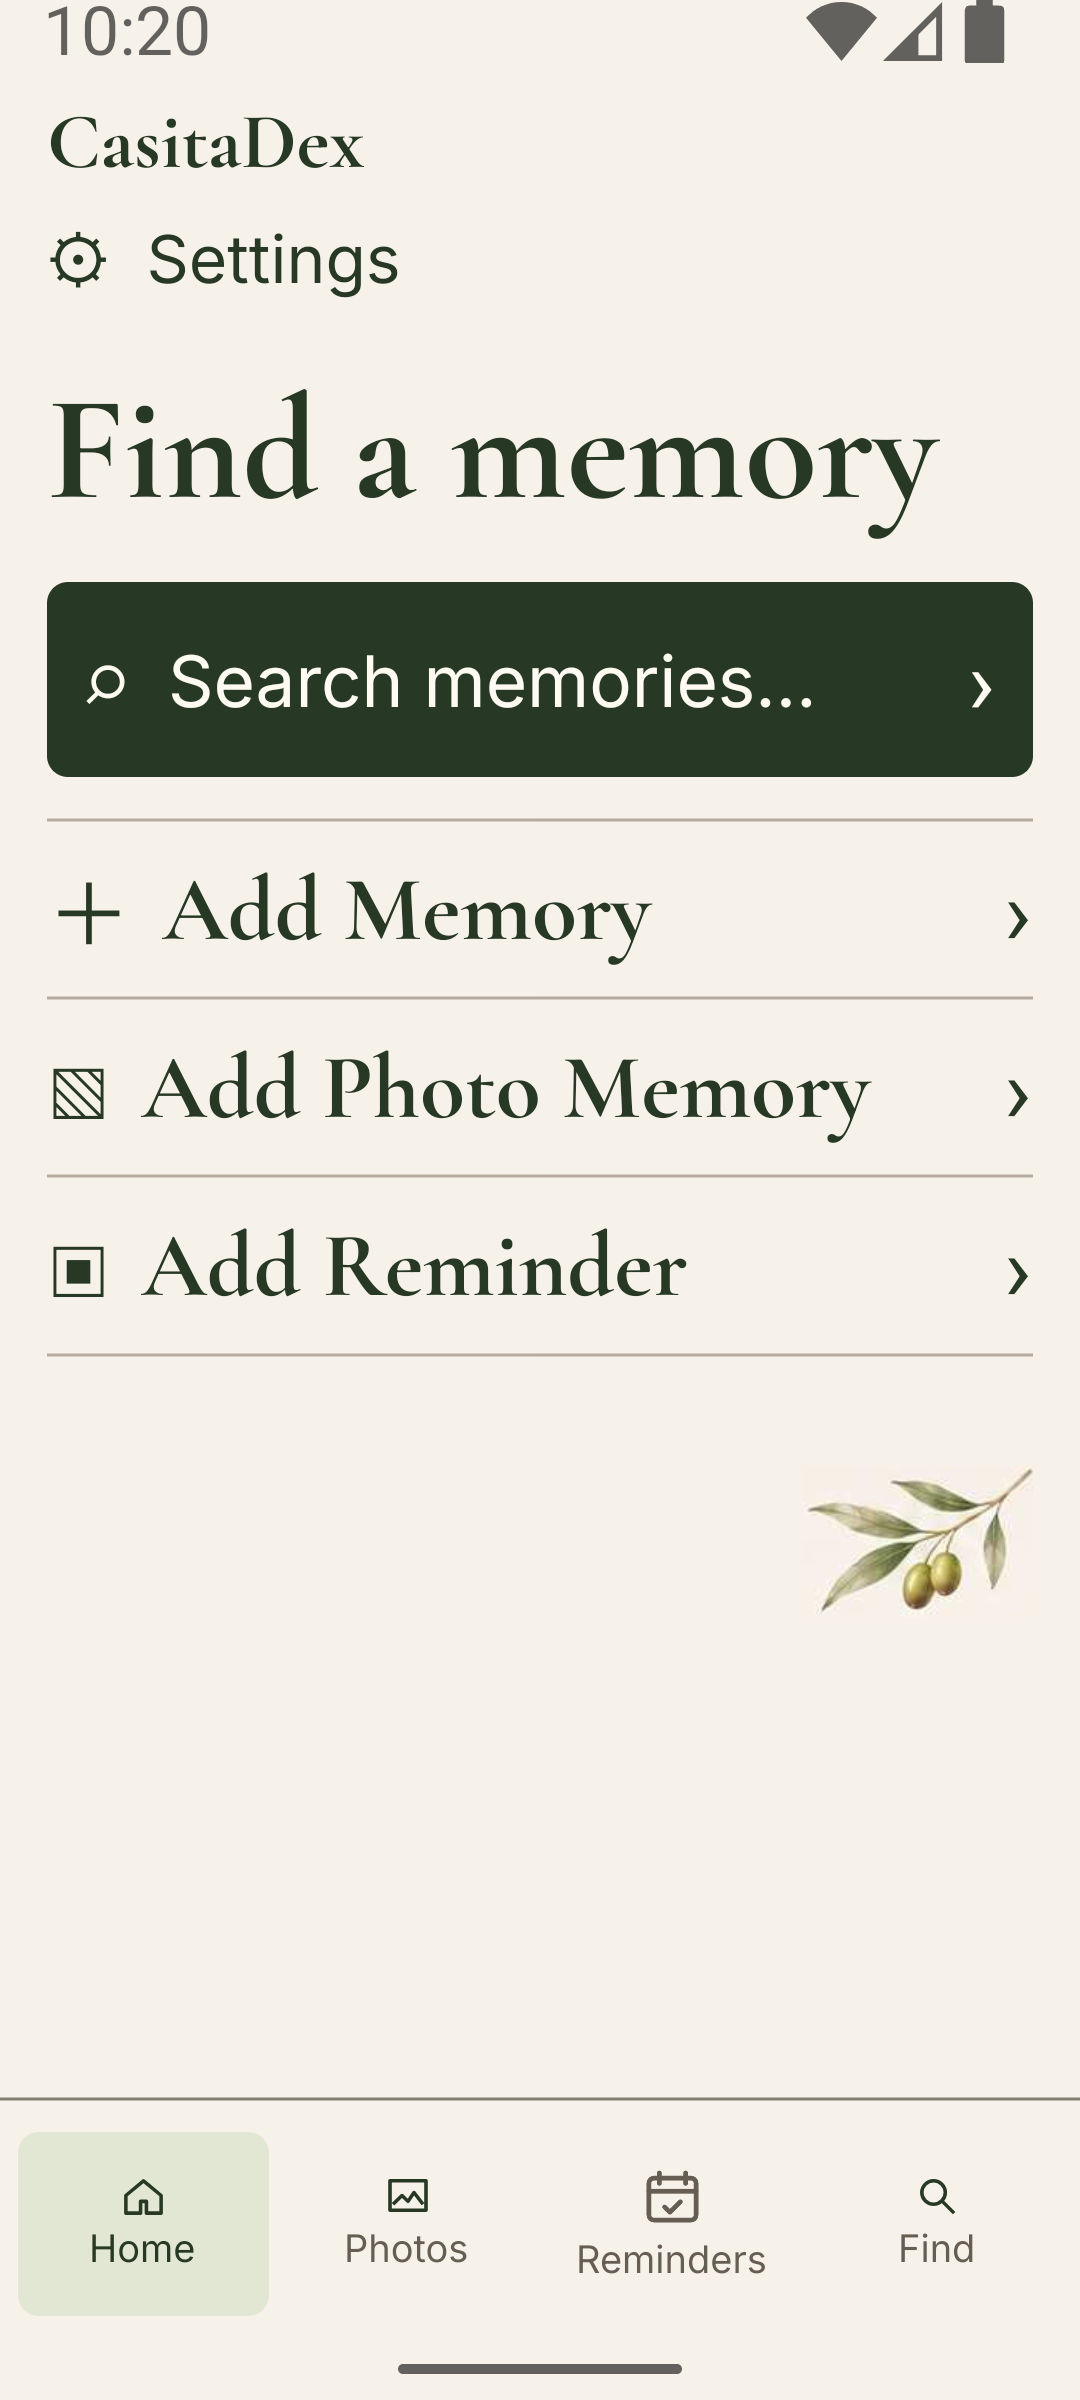 10:20
CasitaDex
Settings
Find a memory
Search memories...
Add Memory
Add Photo Memory
Add Reminder
Home
Photos
Reminders
Find